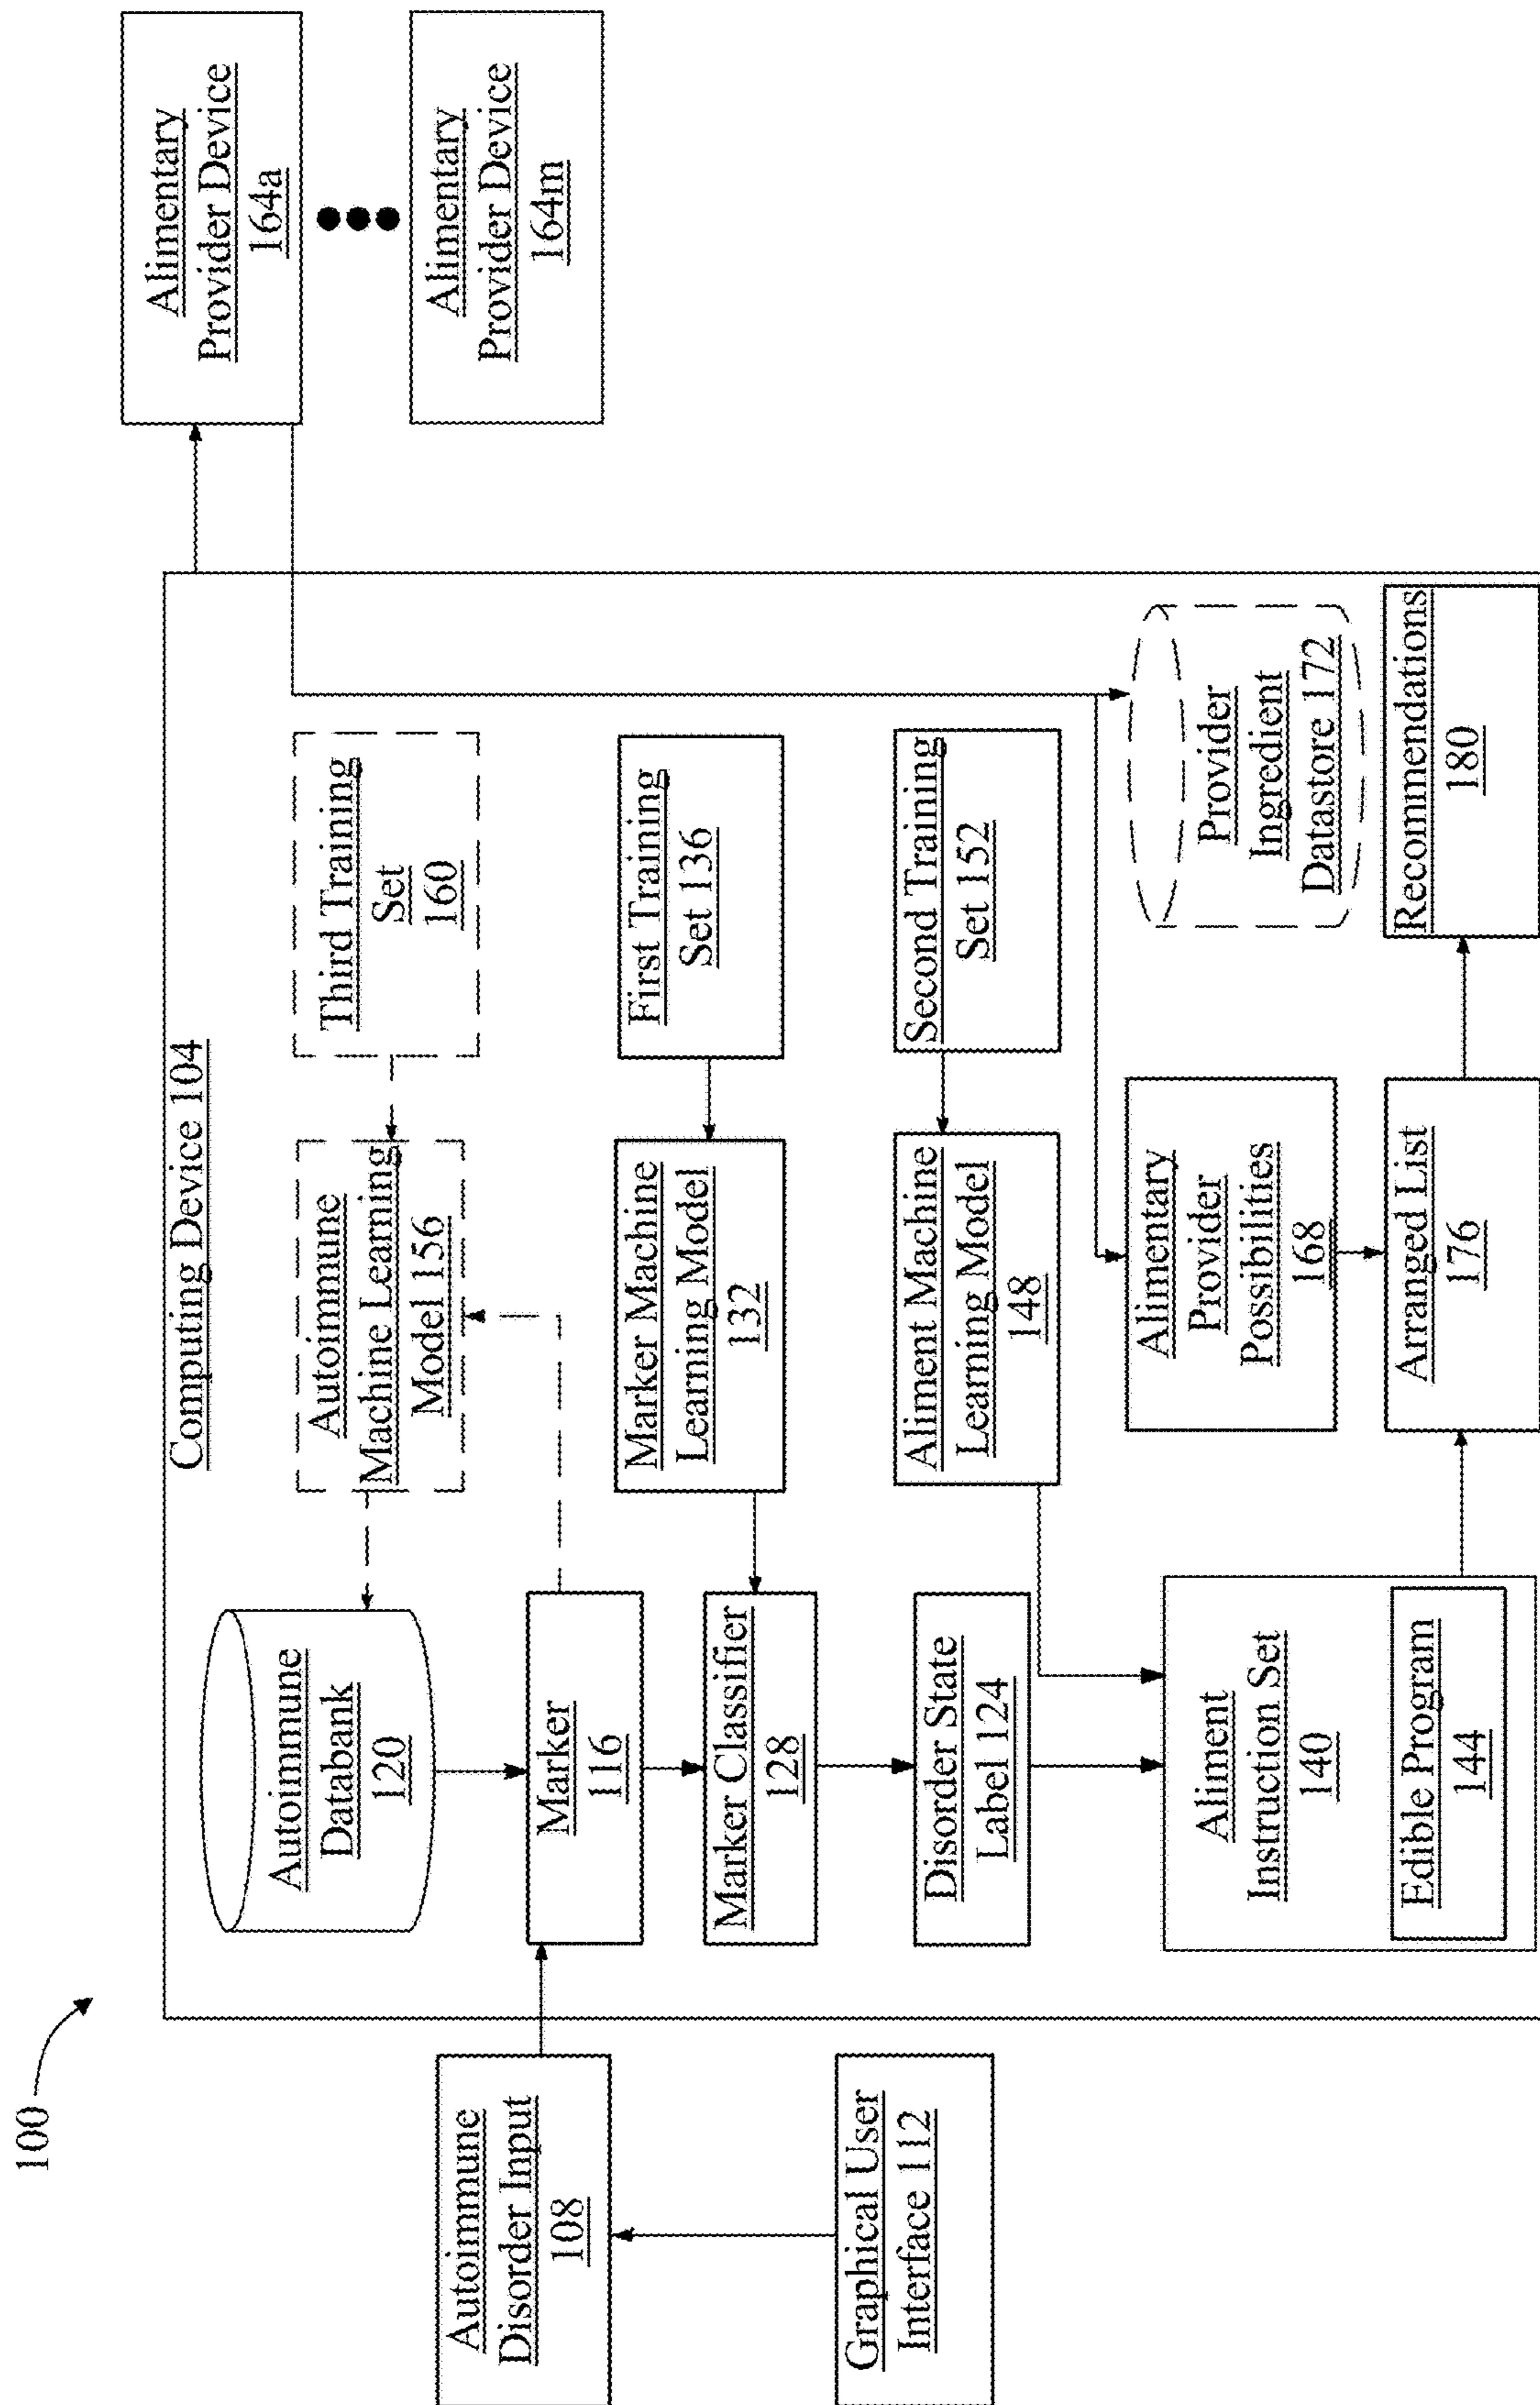 100
Computing Device 104
Autoimmune
Disorder Input
108
Graphical User
Interface 112
Autoimmune
Databank
120
Marker
116
Marker Classifier
128
Disorder State
Label 124
Aliment
Instruction Set
140
Edible Program
144
Autoimmune
Machine Learning
Model 156
Marker Machine
Learning Model
132
Aliment Machine
Learning Model
148
Alimentary
Provider
Possibilities
168
Arranged List
176
Third Training
Set
160
First Training
Set 136
Second Training
Set 152
Provider
Ingredient
Datastore 172
Recommendations
180
Alimentary
Provider Device
164a
Alimentary
Provider Device
164m